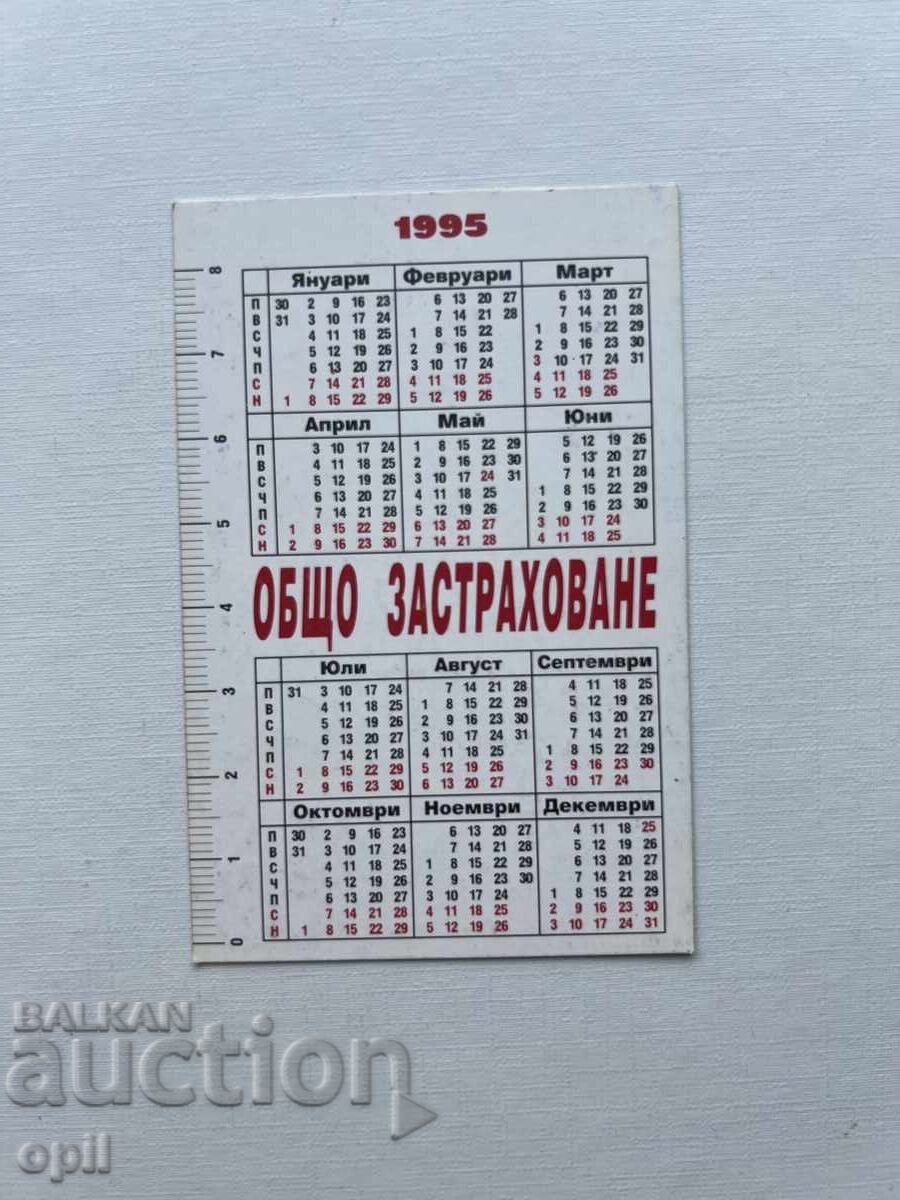 1995
Януари Февруари Март
П 30 2 9 16 23 6 13 20 27 6 13 20 27
В 31 3 10 17 24 7 14 21 28 7 14 21 28
С 4 11 18 25 1 8 15 22 1 8 15 22 29
Ч 5 12 19 26 2 9 16 23 2 9 16 23 30
П 6 13 20 27 3 10 17 24 3 10 17 24 31
С 7 14 21 28 4 11 18 25 4 11 18 25
Н 1 8 15 22 29 5 12 19 26 5 12 19 26
Април Май Юни
П 3 10 17 24 1 8 15 22 29 5 12 19 26
В 4 11 18 25 2 9 16 23 30 6 13 20 27
С 5 12 19 26 3 10 17 24 31 7 14 21 28
Ч 6 13 20 27 4 11 18 25 1 8 15 22 29
П 7 14 21 28 5 12 19 26 2 9 16 23 30
С 1 8 15 22 29 6 13 20 27 3 10 17 24
Н 2 9 16 23 30 7 14 21 28 4 11 18 25
ОБЩО ЗАСТРАХОВАНЕ
Юли Август Септември
П 31 3 10 17 24 7 14 21 28 4 11 18 25
В 4 11 18 25 1 8 15 22 29 5 12 19 26
С 5 12 19 26 2 9 16 23 30 6 13 20 27
Ч 6 13 20 27 3 10 17 24 31 7 14 21 28
П 7 14 21 28 4 11 18 25 1 8 15 22 29
С 1 8 15 22 29 5 12 19 26 2 9 16 23 30
Н 2 9 16 23 30 6 13 20 27 3 10 17 24
Октомври Ноември Декември
П 30 2 9 16 23 6 13 20 27 4 11 18 25
В 31 3 10 17 24 7 14 21 28 5 12 19 26
С 4 11 18 25 1 8 15 22 29 6 13 20 27
Ч 5 12 19 26 2 9 16 23 30 7 14 21 28
П 6 13 20 27 3 10 17 24 1 8 15 22 29
С 7 14 21 28 4 11 18 25 2 9 16 23 30
Н 1 8 15 22 29 5 12 19 26 3 10 17 24 31
8
7
6
5
4
3
2
1
0
BALKAN
auction
opil